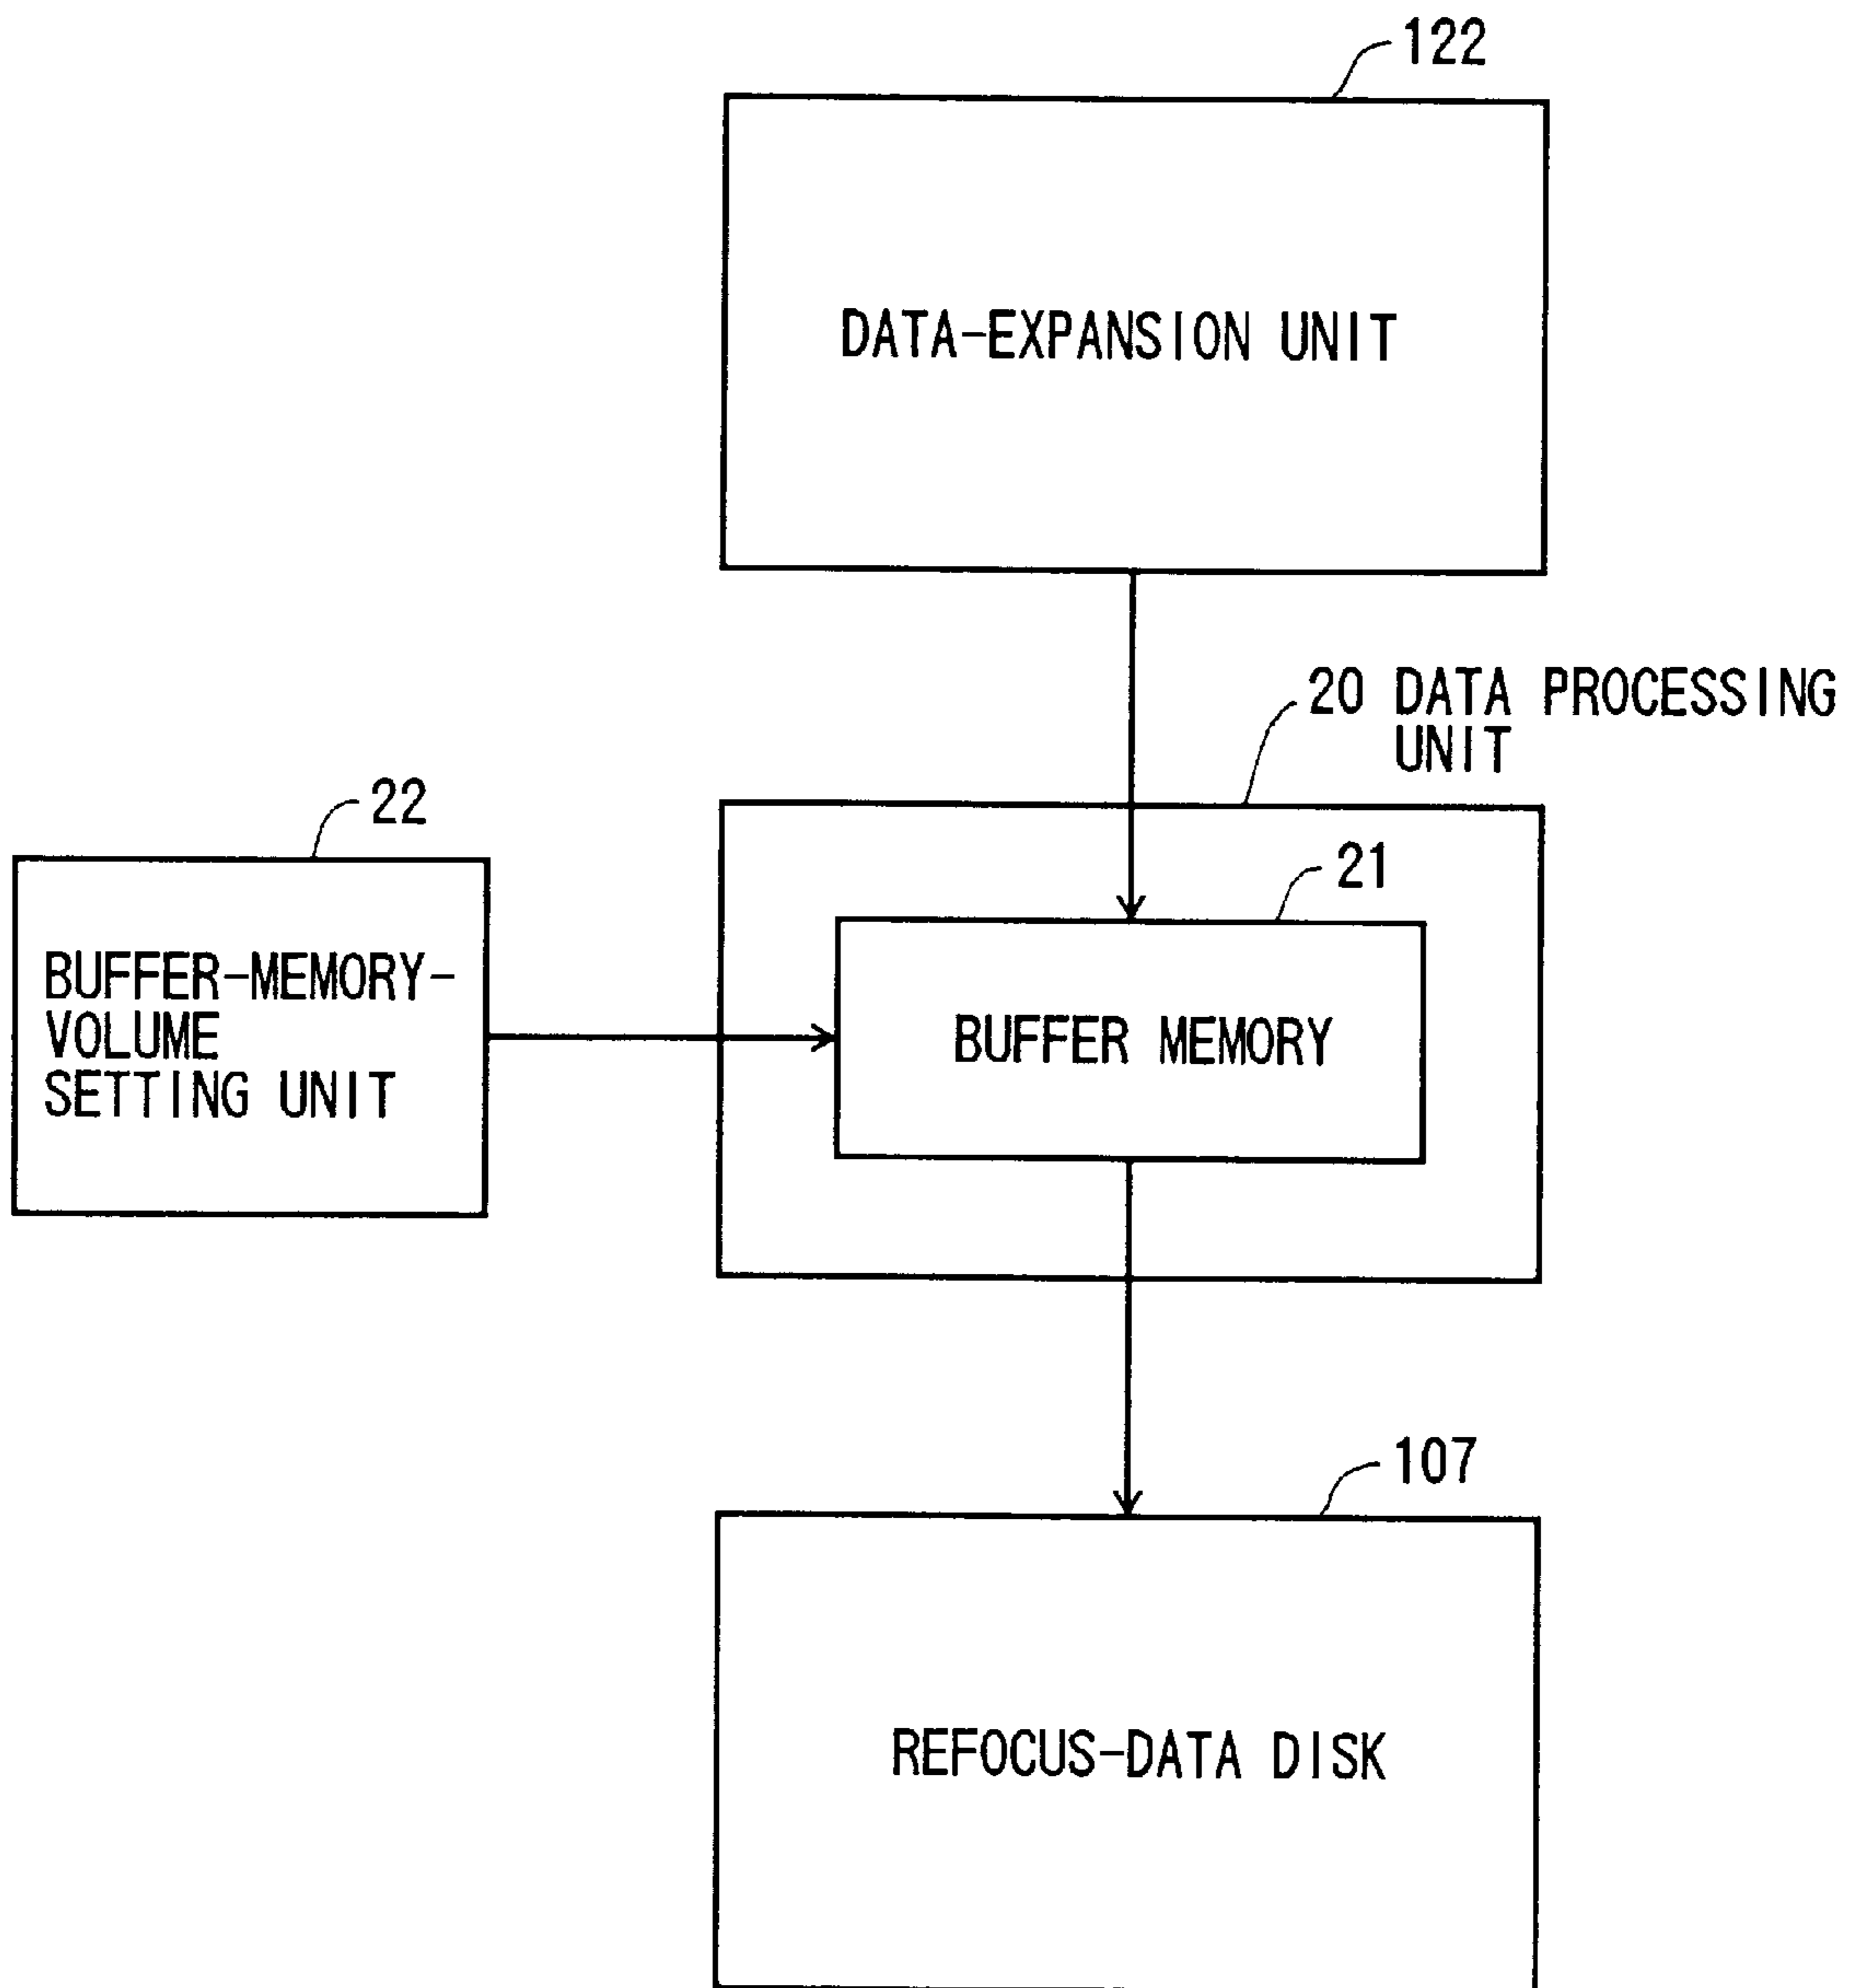 122
DATA-EXPANSION UNIT
20 DATA PROCESSING
UNIT
22
21
BUFFER-MEMORY-
VOLUME
SETTING UNIT
BUFFER MEMORY
107
REFOCUS-DATA DISK